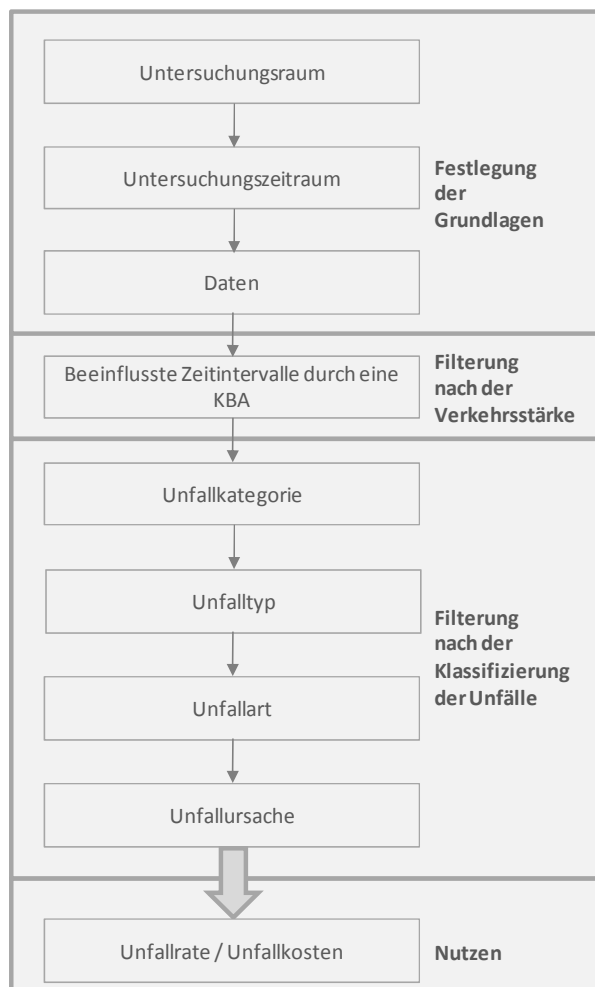 Untersuchungsraum
Untersuchungszeitraum
Festlegung
der
Grundlagen
Daten
Beeinflusste Zeitintervalle durch eine
KBA
Filterung
nach der
Verkehrsstärke
Unfallkategorie
Unfalltyp
Filterung
nach der
Klassifizierung
der Unfälle
Unfallart
Unfallursache
Unfallrate / Unfallkosten
Nutzen